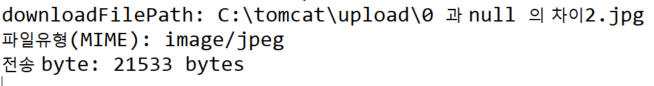 downloadFilePath: C:\tomcat\upload\0 과 null 의 차이2.jpg
파일유형(MIME): image/jpeg
전송 byte: 21533 bytes